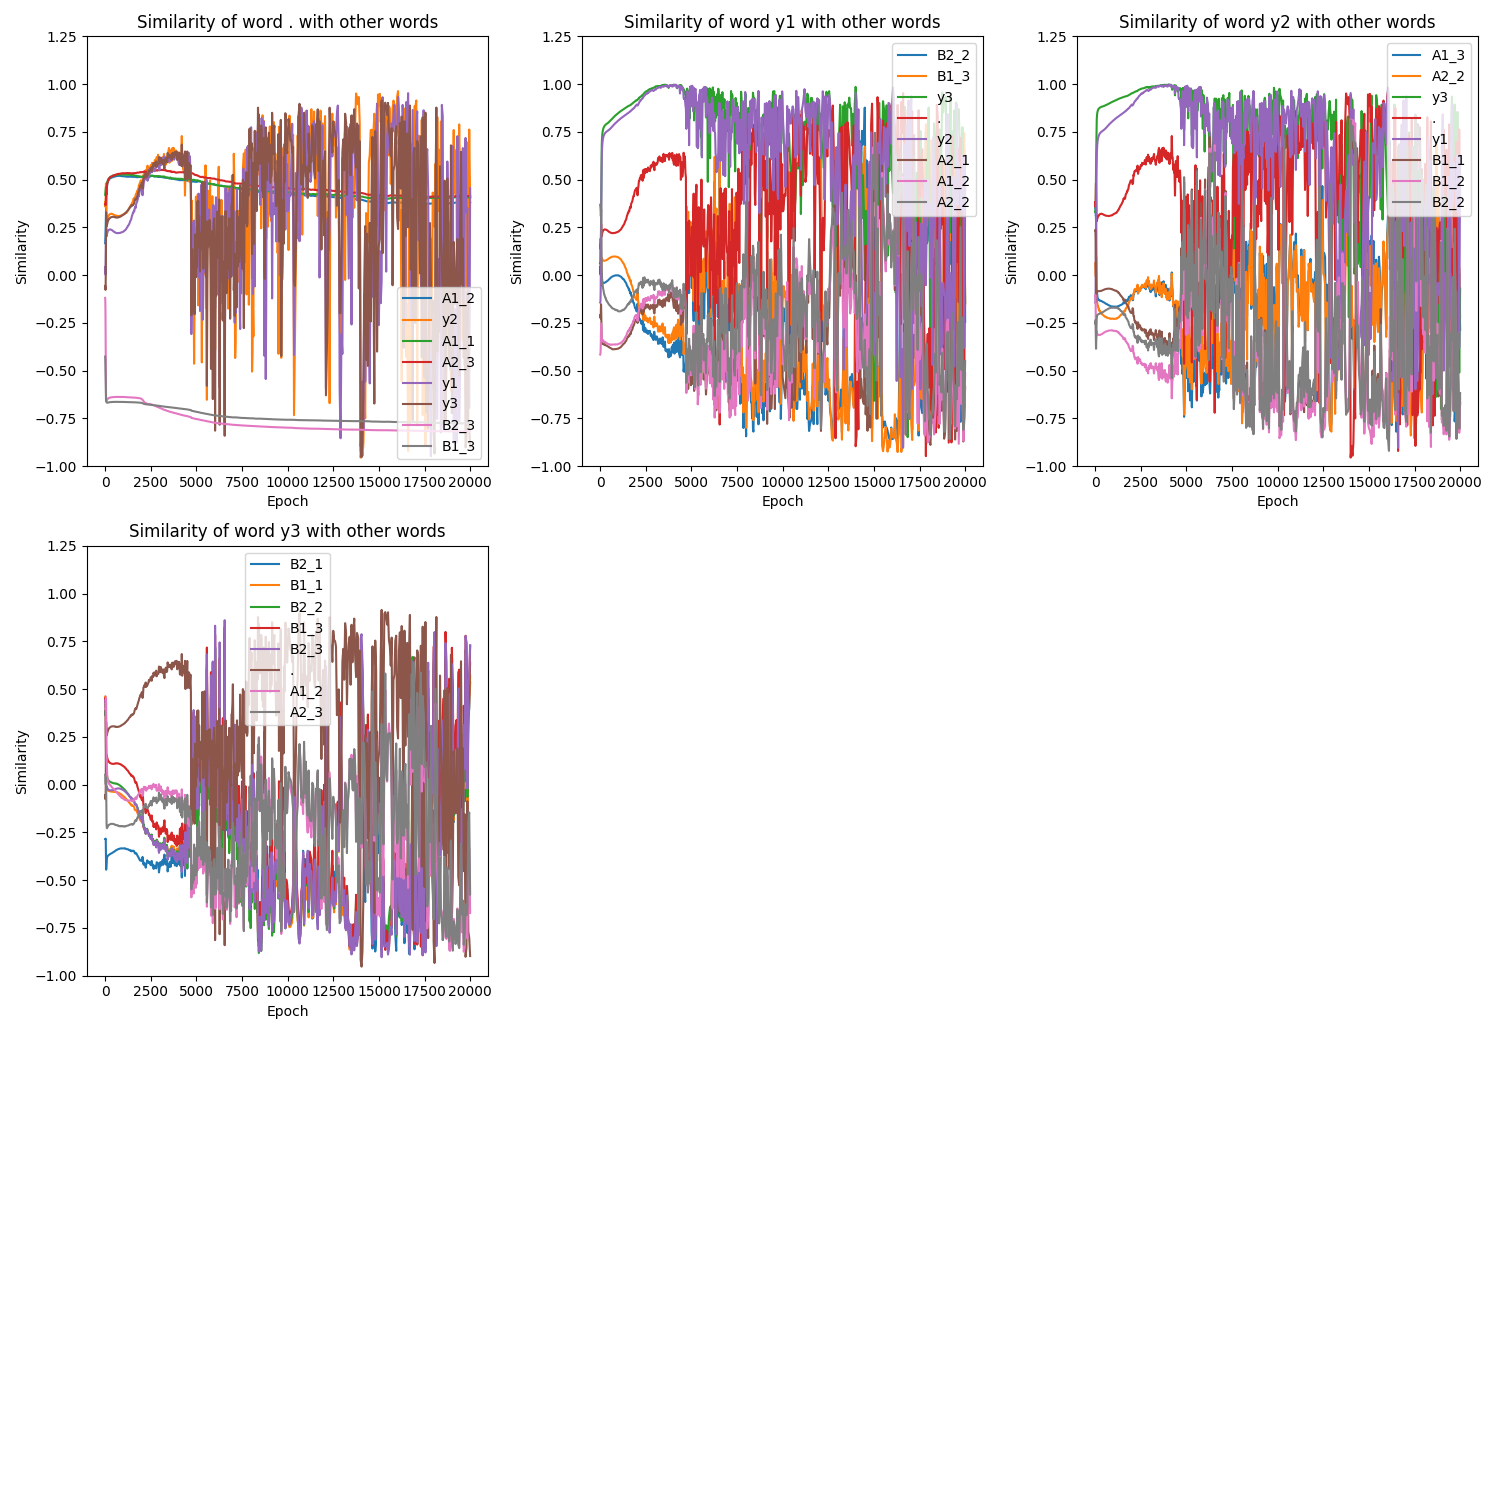 Similarity of word . with other words
1.25
1.00
0.75
0.50
0.25
0.00
−0.25
−0.50
−0.75
−1.00
Similarity
0 2500 5000 7500 10000 12500 15000 17500 20000
Epoch
A1_2
y2
A1_1
A2_3
y1
y3
B2_3
B1_3
Similarity of word y1 with other words
1.25
1.00
0.75
0.50
0.25
0.00
−0.25
−0.50
−0.75
−1.00
Similarity
0 2500 5000 7500 10000 12500 15000 17500 20000
Epoch
B2_2
B1_3
y3
.
y2
A2_1
A1_2
A2_2
Similarity of word y2 with other words
1.25
1.00
0.75
0.50
0.25
0.00
−0.25
−0.50
−0.75
−1.00
Similarity
0 2500 5000 7500 10000 12500 15000 17500 20000
Epoch
A1_3
A2_2
y3
.
y1
B1_1
B1_2
B2_2
Similarity of word y3 with other words
1.25
1.00
0.75
0.50
0.25
0.00
−0.25
−0.50
−0.75
−1.00
Similarity
0 2500 5000 7500 10000 12500 15000 17500 20000
Epoch
B2_1
B1_1
B2_2
B1_3
B2_3
.
A1_2
A2_3